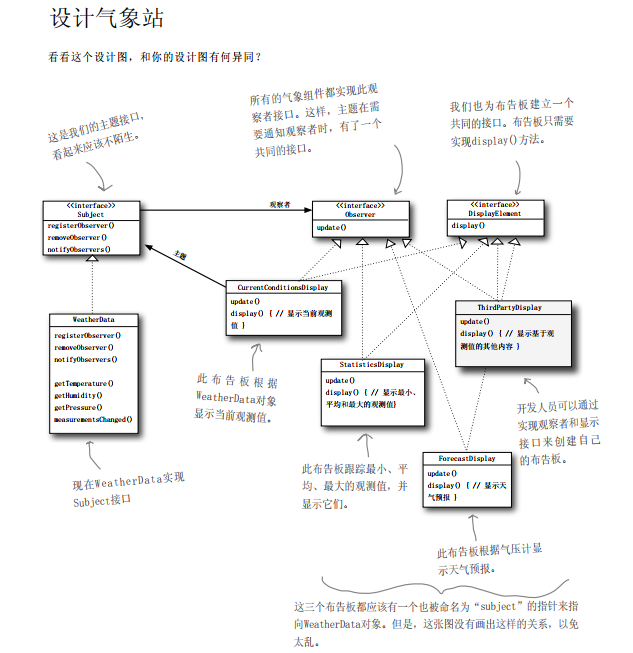 设计气象站
看看这个设计图，和你的设计图有何异同？
这是我们的主题接口，
看起来应该不陌生。
所有的气象组件都实现此观
察者接口。这样，主题在需
要通知观察者时，有了一个
共同的接口。
我们也为布告板建立一个
共同的接口。布告板只需要
实现display()方法。
<<interface>>
Subject
registerObserver()
removeObserver()
notifyObservers()
观察者
<<interface>>
Observer
update()
<<interface>>
DisplayElement
display()
主题
WeatherData
registerObserver()
removeObserver()
notifyObservers()
getTemperature()
getHumidity()
getPressure()
measurementsChanged()
CurrentConditionsDisplay
update()
display() { // 显示当前观测
值 }
ThirdPartyDisplay
update()
display() { // 显示基于观
测值的其他内容 }
StatisticsDisplay
update()
display() { // 显示最小、
平均和最大的观测值}
此布告板根据
WeatherData对象
显示当前观测值。
开发人员可以通过
实现观察者和显示
接口来创建自己
的布告板。
ForecastDisplay
update()
display() { // 显示天
气预报 }
现在WeatherData实现
Subject接口
此布告板跟踪最小、平
均、最大的观测值，并
显示它们。
此布告板根据气压计显
示天气预报。
这三个布告板都应该有一个也被命名为“subject”的指针来指
向WeatherData对象。但是，这张图没有画出这样的关系，以免
太乱。